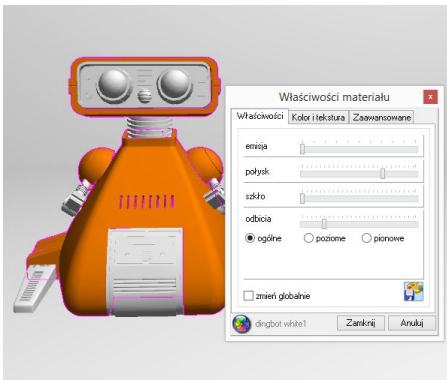 Właściwości materiału
x
Właściwości Kolor i tekstura Zaawansowane
emisja
połysk
szkło
odbicia
ogólne poziome pionowe
zmień globalnie
dingbot white1 Zamknij Anuluj